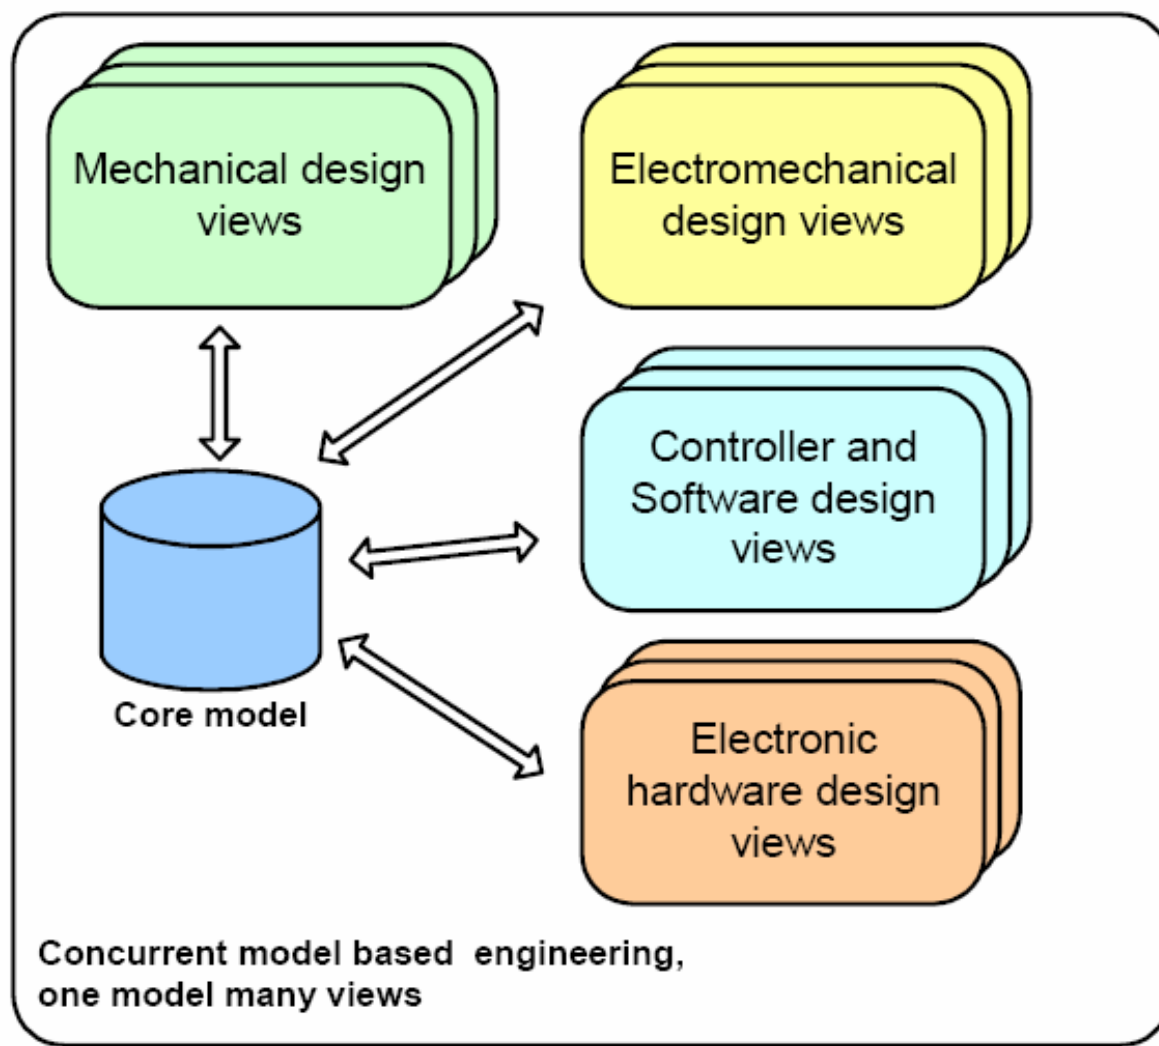 Mechanical design
views
Electromechanical
design views
Controller and
Software design
views
Core model
Electronic
hardware design
views
Concurrent model based engineering,
one model many views